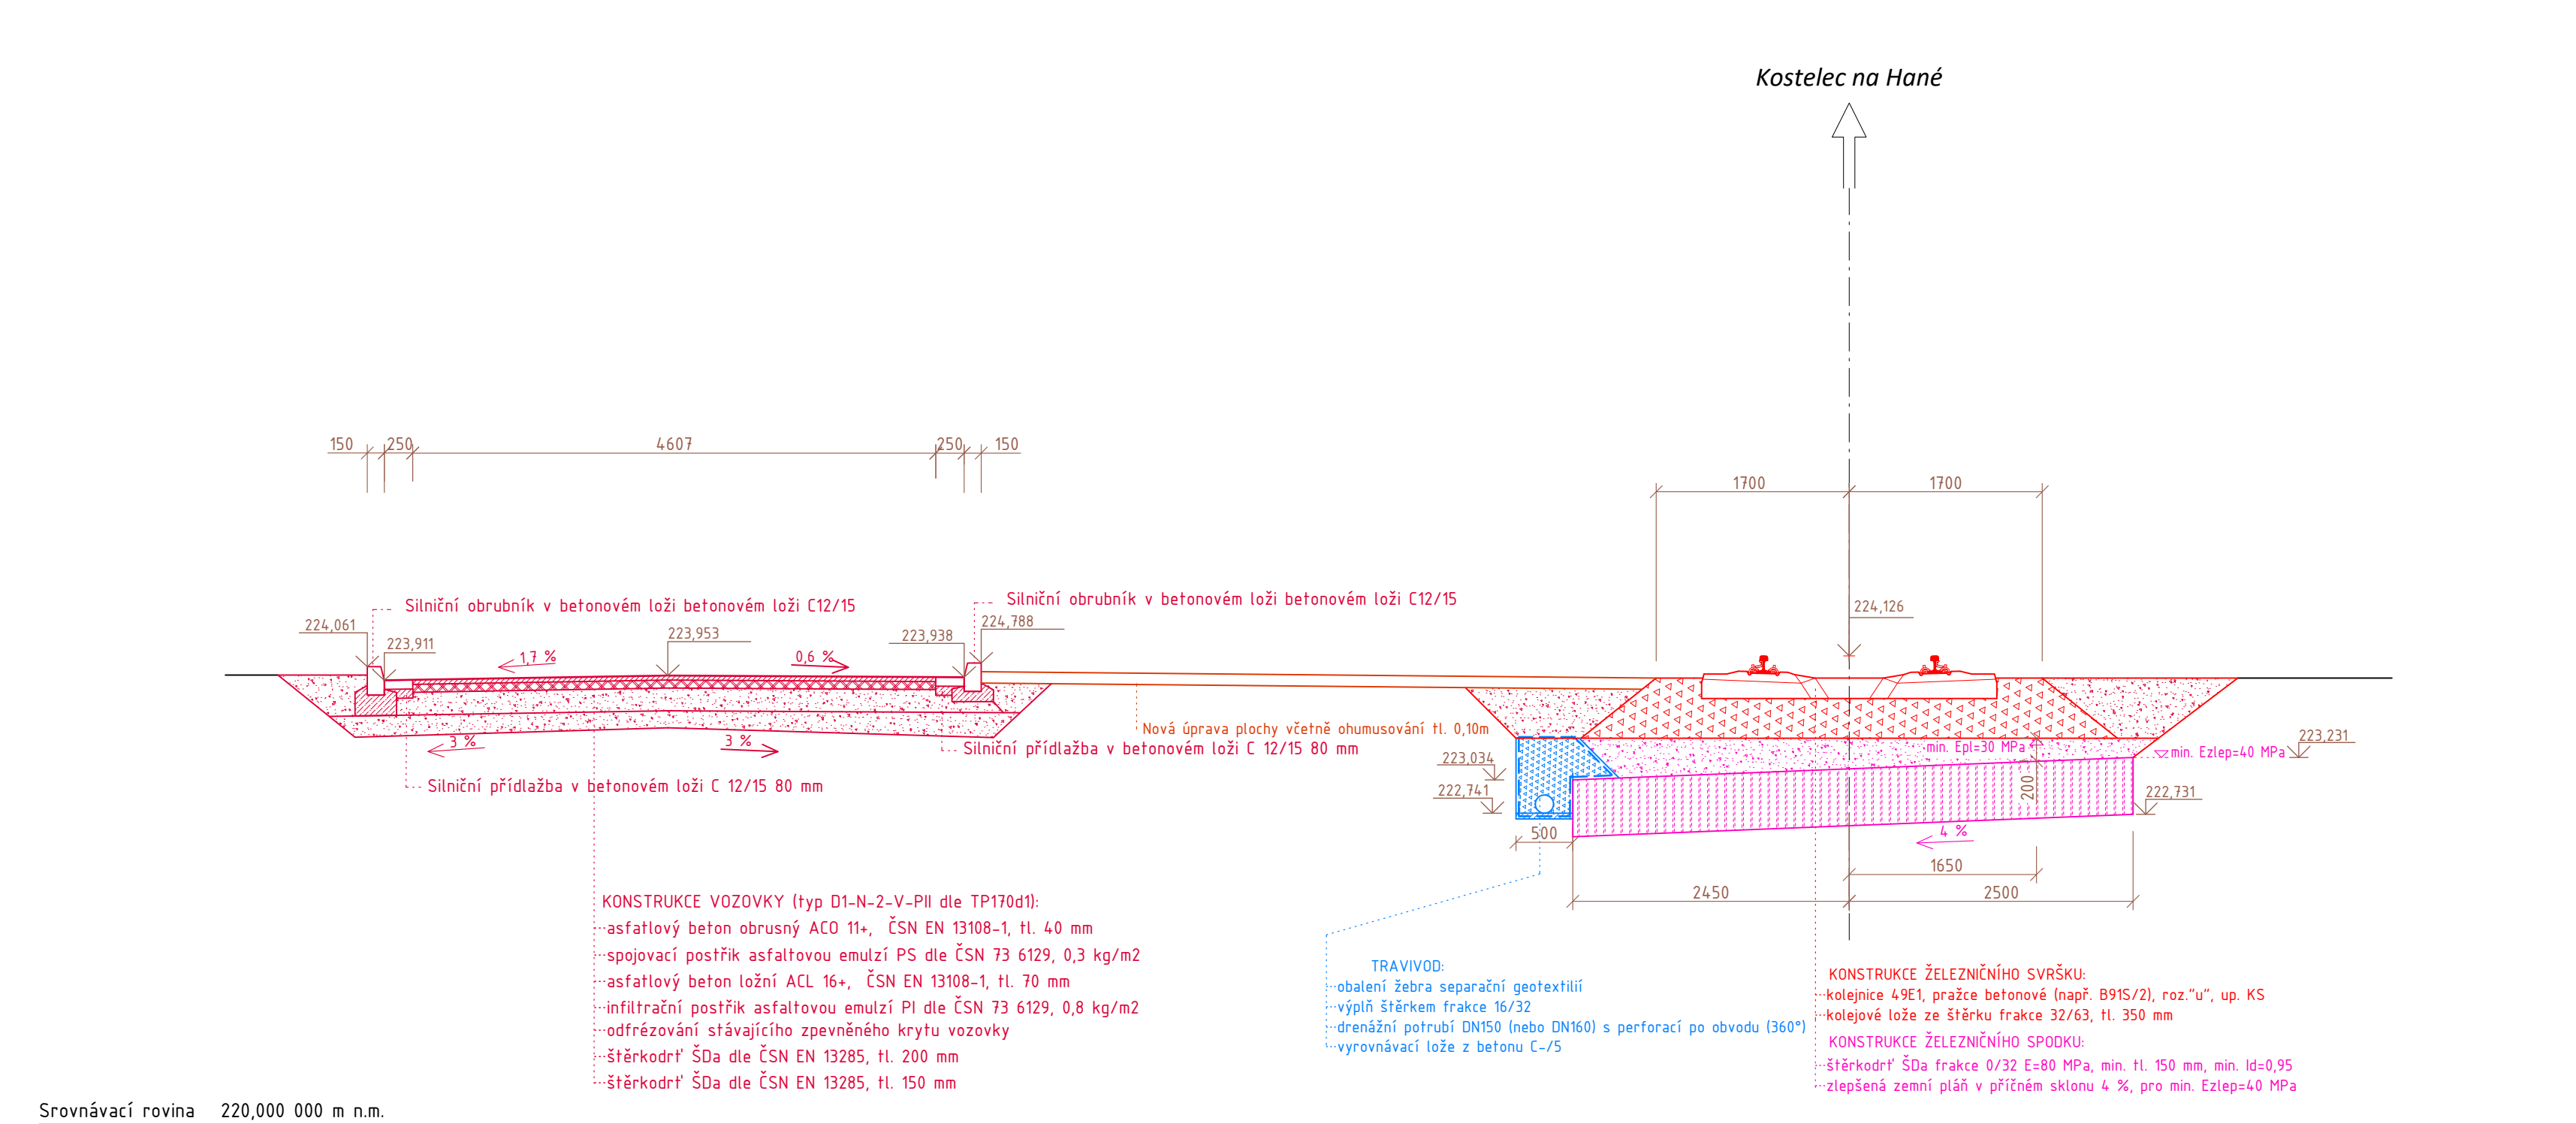 Kostelec na Hané
150
250
4607
250
150
1700
1700
Silniční obrubník v betonovém loži betonovém loži C12/15
Silniční obrubník v betonovém loži betonovém loži C12/15
224,126
224,061
223,911
223,953
223,938
224,788
1,7 %
0,6 %
Nová úprava plochy včetně ohumusování tl. 0,10m
3 %
3 %
Silniční přídlažba v betonovém loži C 12/15 80 mm
Silniční přídlažba v betonovém loži C 12/15 80 mm
min. Epl=30 MPa
min. Ezlep=40 MPa
223,231
223,034
222,741
200
222,731
500
4 %
1650
2450
2500
KONSTRUKCE VOZOVKY (typ D1-N-2-V-PII dle TP170d1):
asfatlový beton obrusný ACO 11+, ČSN EN 13108-1, tl. 40 mm
spojovací postřik asfaltovou emulzí PS dle ČSN 73 6129, 0,3 kg/m2
asfatlový beton ložní ACL 16+, ČSN EN 13108-1, tl. 70 mm
infiltrační postřik asfaltovou emulzí PI dle ČSN 73 6129, 0,8 kg/m2
odfrézování stávajícího zpevněného krytu vozovky
štěrkodrť ŠDa dle ČSN EN 13285, tl. 200 mm
štěrkodrť ŠDa dle ČSN EN 13285, tl. 150 mm
TRAVIVOD:
obalení žebra separační geotextilií
výplň štěrkem frakce 16/32
drenážní potrubí DN150 (nebo DN160) s perforací po obvodu (360°)
vyrovnávací lože z betonu C-/5
KONSTRUKCE ŽELEZNIČNÍHO SVRŠKU:
kolejnice 49E1, pražce betonové (např. B91S/2), roz."u", up. KS
kolejové lože ze štěrku frakce 32/63, tl. 350 mm
KONSTRUKCE ŽELEZNIČNÍHO SPODKU:
štěrkodrť ŠDa frakce 0/32 E=80 MPa, min. tl. 150 mm, min. Id=0,95
zlepšená zemní pláň v příčném sklonu 4 %, pro min. Ezlep=40 MPa
Srovnávací rovina 220,000 000 m n.m.